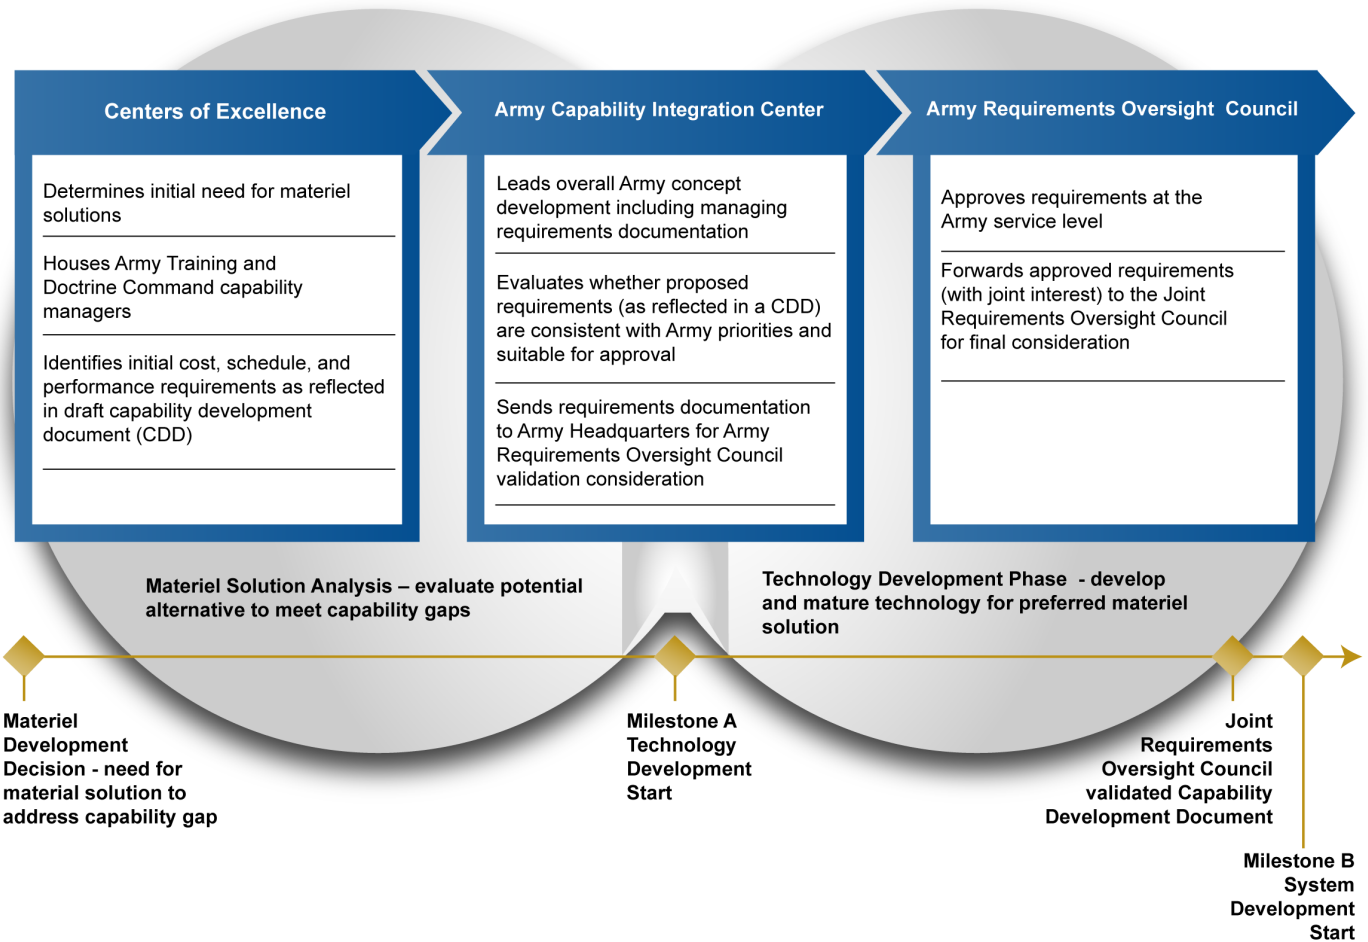 Centers of Excellence
Determines initial need for materiel
solutions
Houses Army Training and
Doctrine Command capability
managers
Identifies initial cost, schedule, and
performance requirements as reflected
in draft capability development
document (CDD)
Army Capability Integration Center
Leads overall Army concept
development including managing
requirements documentation
Evaluates whether proposed
requirements (as reflected in a CDD)
are consistent with Army priorities and
suitable for approval
Sends requirements documentation
to Army Headquarters for Army
Requirements Oversight Council
validation consideration
Army Requirements Oversight Council
Approves requirements at the
Army service level
Forwards approved requirements
(with joint interest) to the Joint
Requirements Oversight Council
for final consideration
Materiel Solution Analysis – evaluate potential
alternative to meet capability gaps
Technology Development Phase - develop
and mature technology for preferred materiel
solution
Materiel
Development
Decision - need for
material solution to
address capability gap
Milestone A
Technology
Development
Start
Joint
Requirements
Oversight Council
validated Capability
Development Document
Milestone B
System
Development
Start